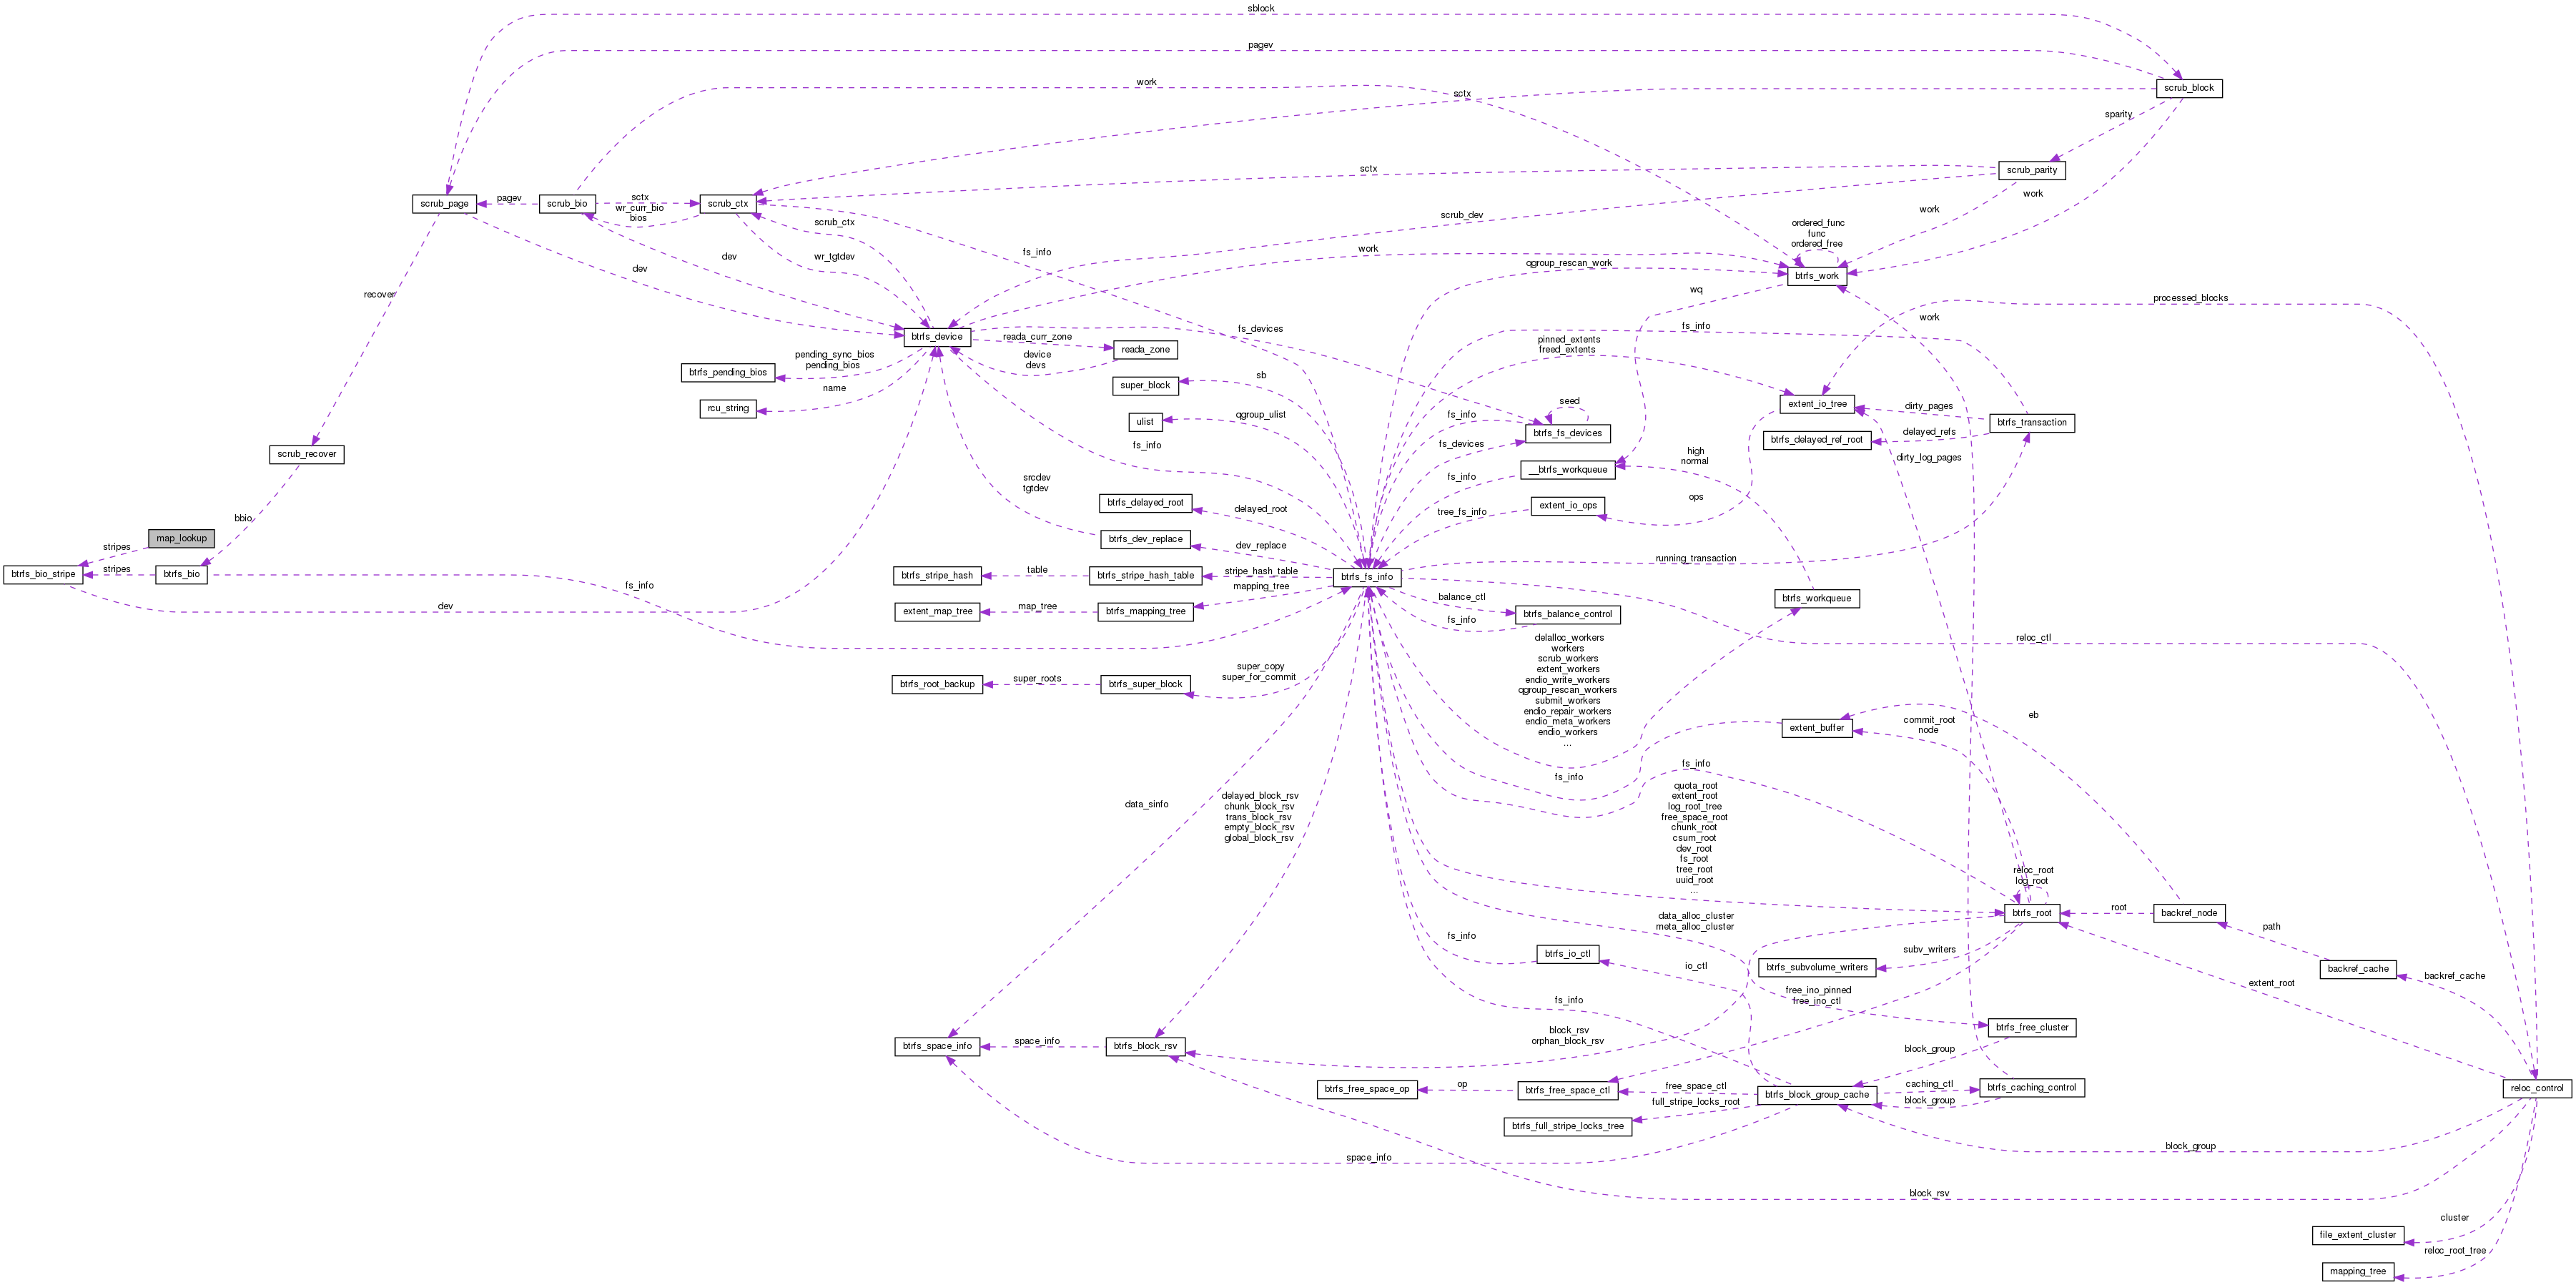 sblock
pagev
work
scrub_block
sctx
sparity
scrub_parity
sctx
work
work
scrub_page
pagev
scrub_bio
sctx
wr_curr_bio
bios
scrub_ctx
scrub_dev
ordered_func
func
ordered_free
scrub_ctx
fs_info
work
dev
dev
wr_tgtdev
qgroup_rescan_work
btrfs_work
wq
recover
processed_blocks
work
fs_info
btrfs_device
fs_devices
reada_curr_zone
reada_zone
device
devs
pinned_extents
freed_extents
pending_sync_bios
pending_bios
btrfs_pending_bios
super_block
sb
name
rcu_string
seed
extent_io_tree
dirty_pages
btrfs_transaction
ulist
qgroup_ulist
fs_info
btrfs_fs_devices
btrfs_delayed_ref_root
delayed_refs
fs_info
fs_devices
scrub_recover
high
normal
dirty_log_pages
__btrfs_workqueue
fs_info
srcdev
tgtdev
btrfs_delayed_root
delayed_root
ops
extent_io_ops
tree_fs_info
bbio
map_lookup
stripes
btrfs_dev_replace
dev_replace
running_transaction
btrfs_bio_stripe
stripes
btrfs_bio
fs_info
btrfs_stripe_hash
table
btrfs_stripe_hash_table
stripe_hash_table
btrfs_fs_info
mapping_tree
dev
extent_map_tree
map_tree
btrfs_mapping_tree
balance_ctl
btrfs_balance_control
fs_info
btrfs_workqueue
reloc_ctl
delalloc_workers
workers
scrub_workers
extent_workers
endio_write_workers
qgroup_rescan_workers
submit_workers
endio_repair_workers
endio_meta_workers
endio_workers
...
super_copy
super_for_commit
btrfs_root_backup
super_roots
btrfs_super_block
extent_buffer
commit_root
node
eb
fs_info
fs_info
data_sinfo
delayed_block_rsv
chunk_block_rsv
trans_block_rsv
empty_block_rsv
global_block_rsv
quota_root
extent_root
log_root_tree
free_space_root
chunk_root
csum_root
dev_root
fs_root
tree_root
uuid_root
...
reloc_root
log_root
btrfs_root
root
backref_node
data_alloc_cluster
meta_alloc_cluster
path
fs_info
btrfs_io_ctl
subv_writers
btrfs_subvolume_writers
io_ctl
backref_cache
backref_cache
extent_root
free_ino_pinned
free_ino_ctl
fs_info
btrfs_free_cluster
btrfs_space_info
space_info
btrfs_block_rsv
block_rsv
orphan_block_rsv
block_group
btrfs_free_space_op
op
btrfs_free_space_ctl
free_space_ctl
btrfs_block_group_cache
caching_ctl
btrfs_caching_control
block_group
reloc_control
full_stripe_locks_root
btrfs_full_stripe_locks_tree
block_group
space_info
block_rsv
cluster
file_extent_cluster
reloc_root_tree
mapping_tree